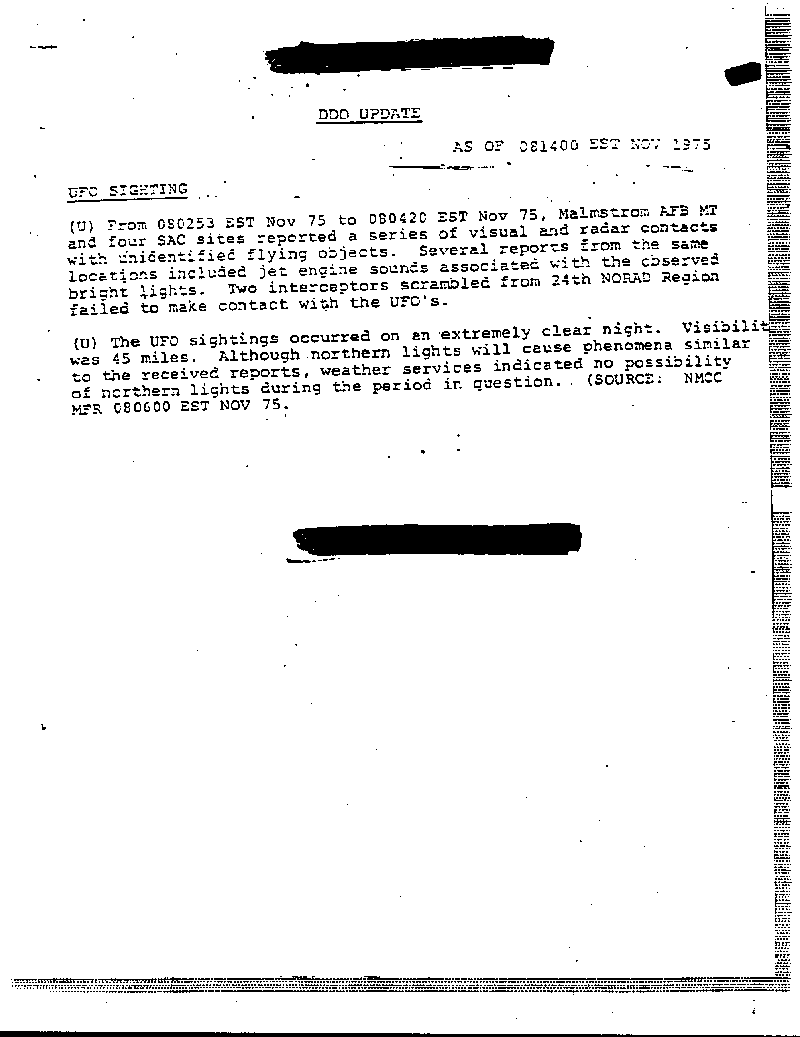 DDO UPDATE
AS OF 081400 EST NOV 1975
UFO SIGHTING
(U) From 080253 EST Nov 75 to 080420 EST Nov 75, Malmstrom AFB MT
and four SAC sites reported a series of visual and radar contacts
with unidentified flying objects. Several reports from the same
locations included jet engine sounds associated with the observed
bright lights. Two interceptors scrambled from 24th NORAD Region
failed to make contact with the UFO's.
(U) The UFO sightings occurred on an extremely clear night. Visibilit
was 45 miles. Although northern lights will cause phenomena similar
to the received reports, weather services indicated no possibility
of northern lights during the period in question. (SOURCE: NMCC
MFR 080600 EST NOV 75.